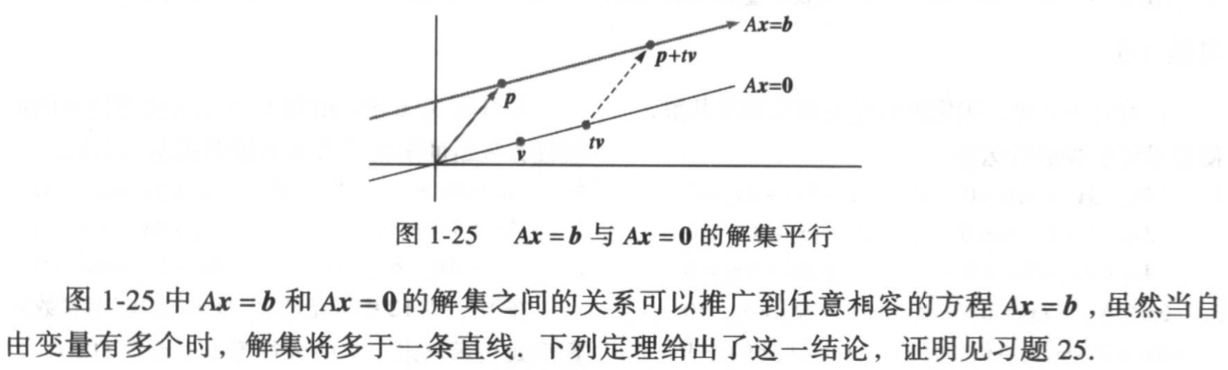 Ax=b
p+tv
p
Ax=0
v
tv
图 1-25 Ax = b 与 Ax = 0 的解集平行
图 1-25 中 Ax = b 和 Ax = 0 的解集之间的关系可以推广到任意相容的方程 Ax = b , 虽然当自
由变量有多个时，解集将多于一条直线. 下列定理给出了这一结论，证明见习题 25.